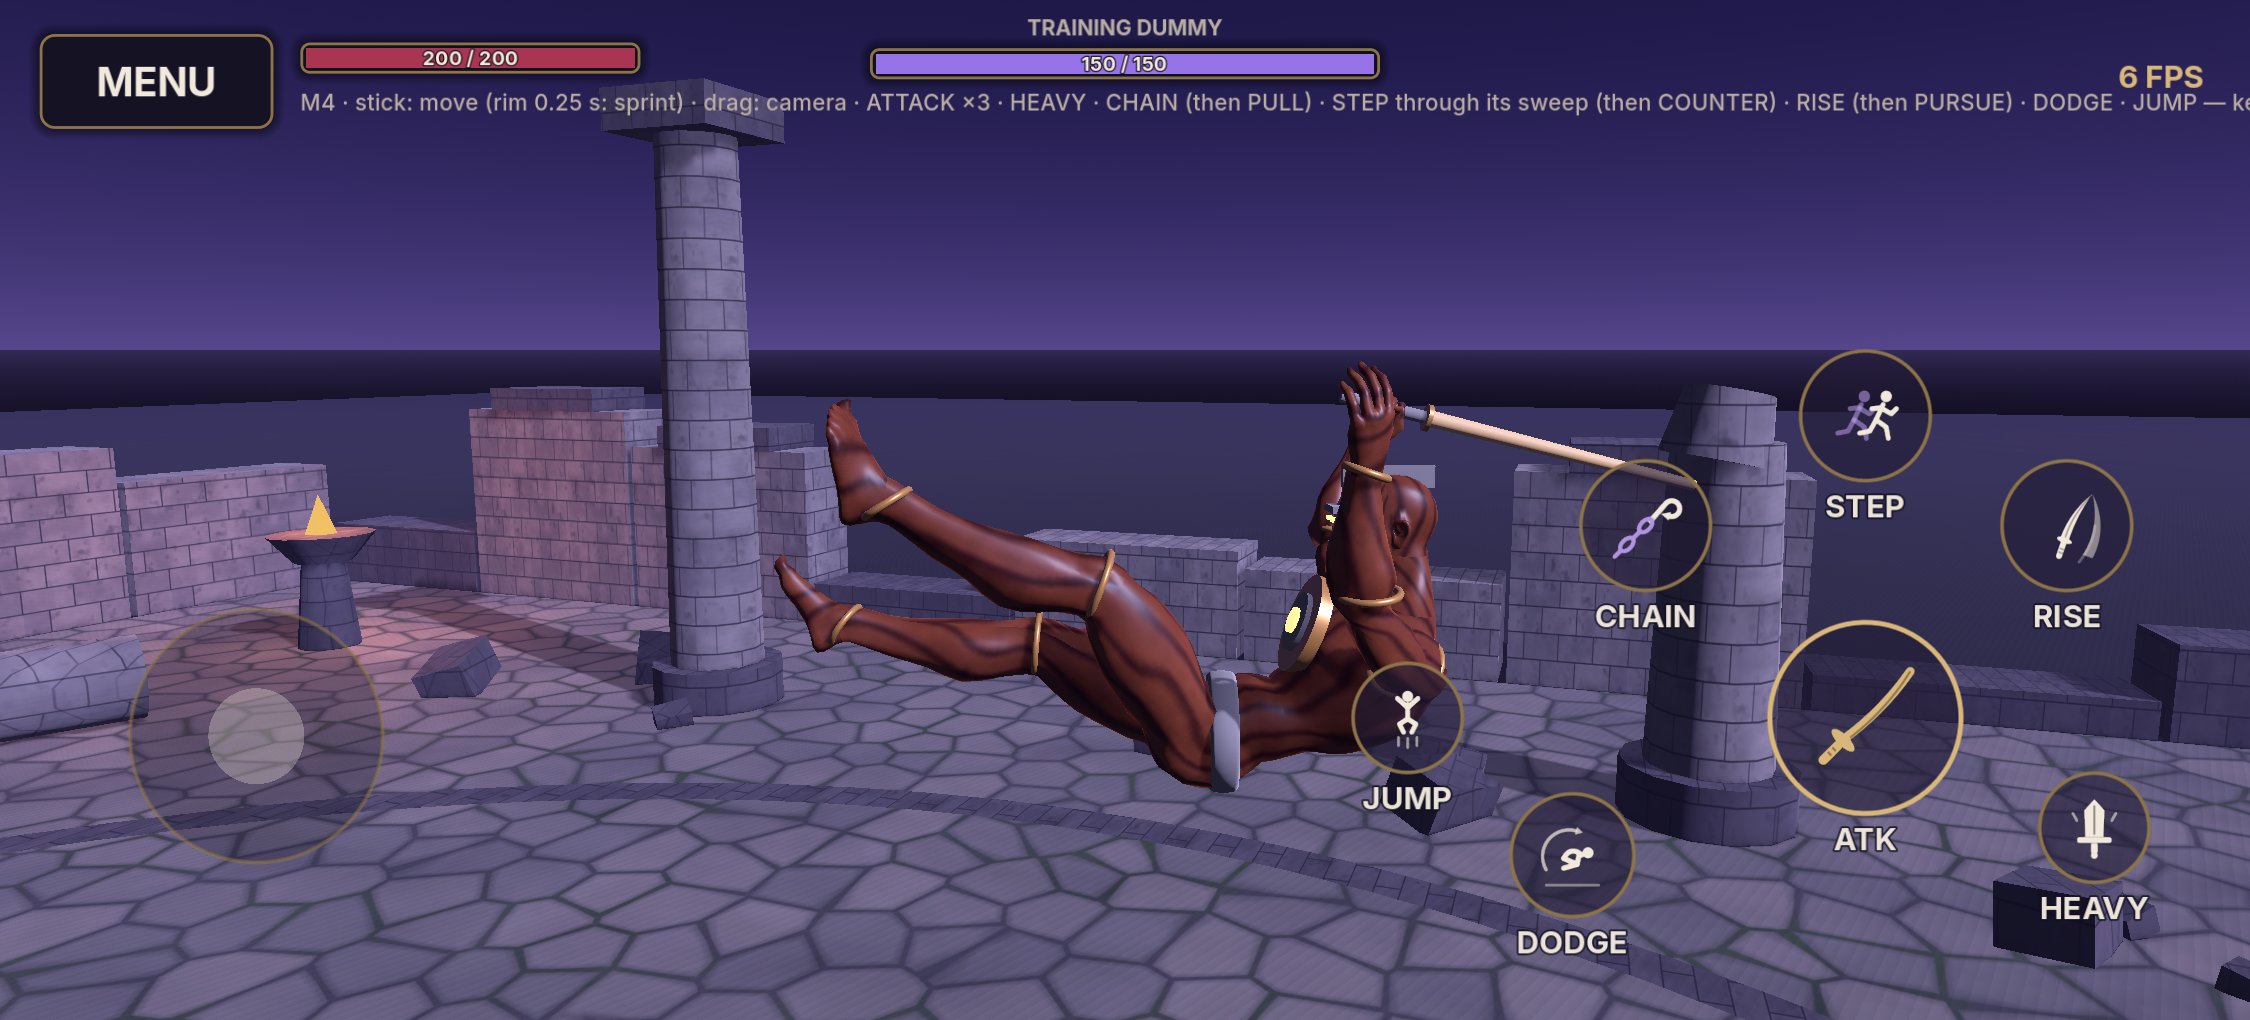 TRAINING DUMMY
MENU
200 / 200
150 / 150
6 FPS
M4 · stick: move (rim 0.25 s: sprint) · drag: camera · ATTACK ×3 · HEAVY · CHAIN (then PULL) · STEP through its sweep (then COUNTER) · RISE (then PURSUE) · DODGE · JUMP — ke
STEP
CHAIN
RISE
JUMP
ATK
HEAVY
DODGE